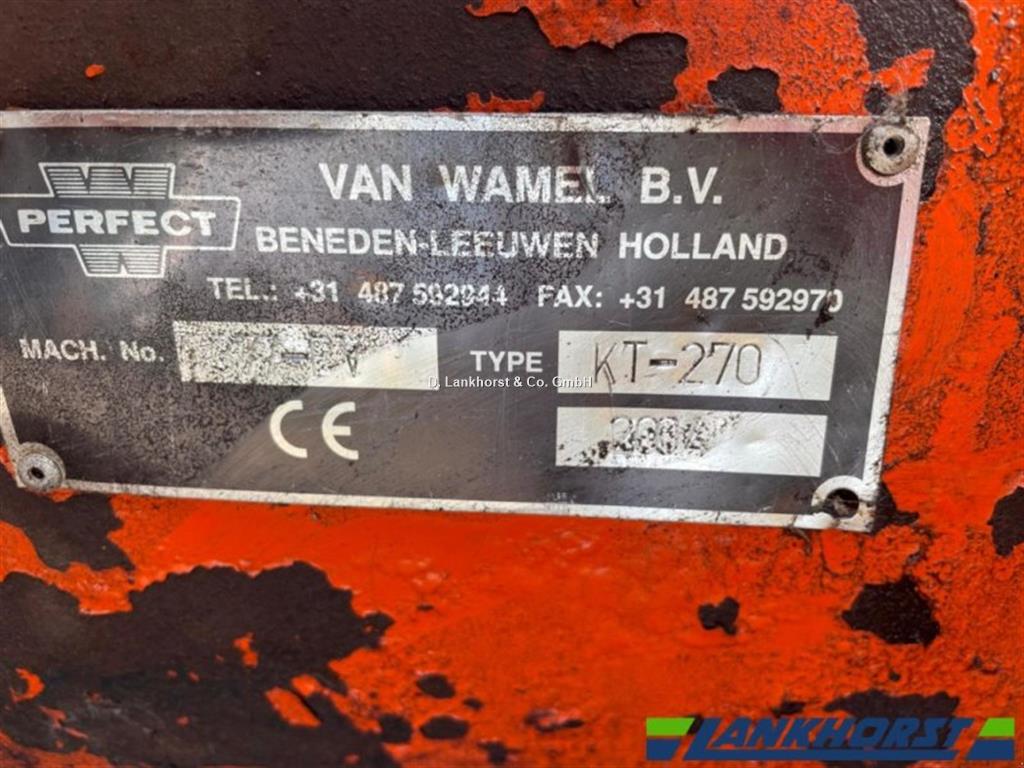 VAN WAMEL B.V.
PERFECT
BENEDEN-LEEUWEN HOLLAND
TEL.: +31 487 592944 FAX: +31 487 592970
MACH. No.
TYPE KT-270
D. Lankhorst & Co. GmbH
CE
LANKHORST